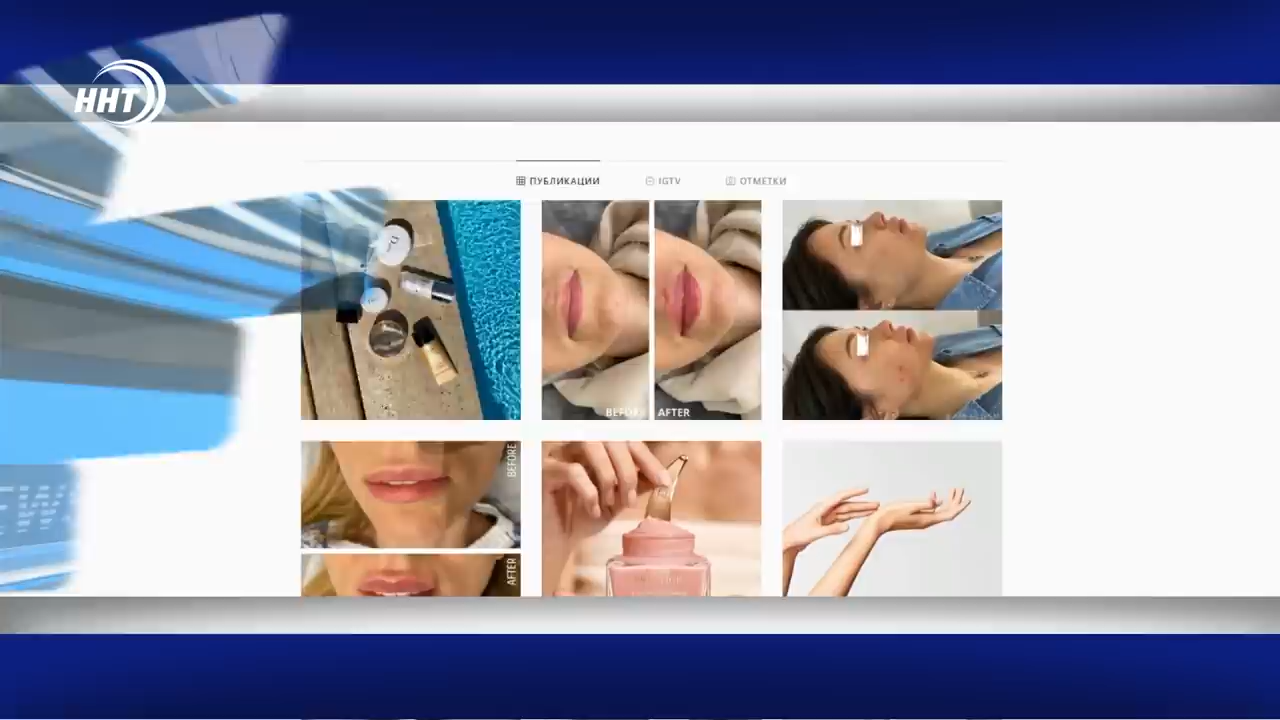 ННТ
ПУБЛИКАЦИИ
IGTV
ОТМЕТКИ
BEFORE
AFTER
BEFORE
AFTER